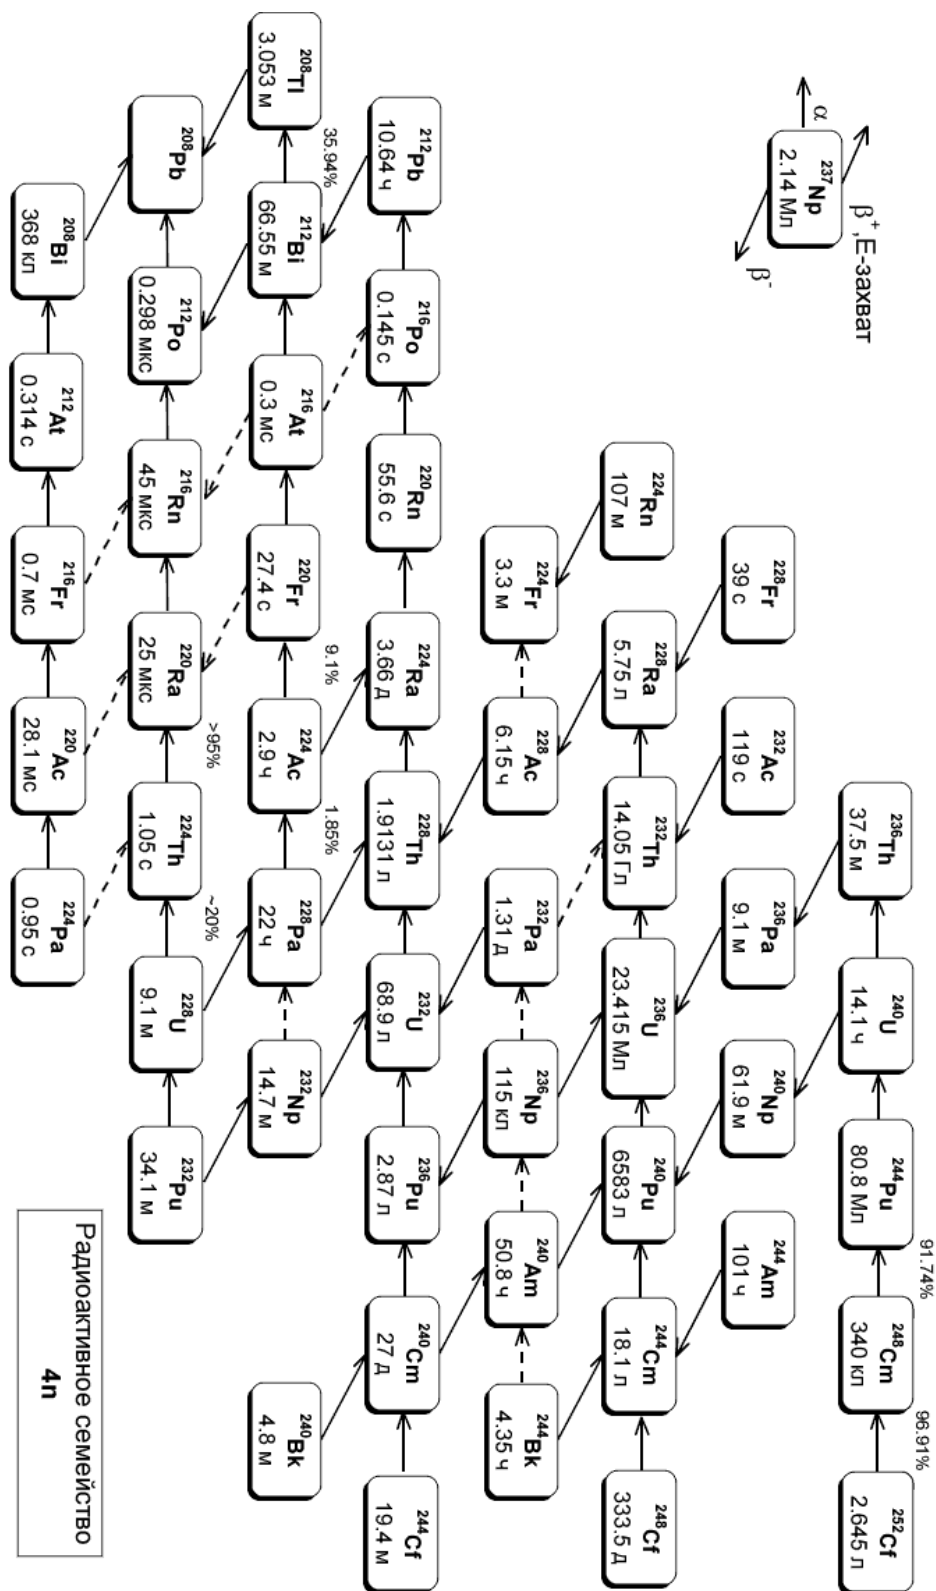 β⁺,E-захват
α
²³⁷Np
2.14 Мл
β⁻
91.74%
96.91%
²³⁶Th
37.5 м
²⁴⁰U
14.1 ч
²⁴⁴Pu
80.8 Мл
²⁴⁸Cm
340 кл
²⁵²Cf
2.645 л
²²⁸Fr
39 с
²³²Ac
119 с
²³⁶Pa
9.1 м
²⁴⁰Np
61.9 м
²⁴⁴Am
101 ч
²²⁴Rn
107 м
²²⁸Ra
5.75 л
²³²Th
14.05 Гл
²³⁶U
23.415 Мл
²⁴⁰Pu
6583 л
²⁴⁴Cm
18.1 л
²⁴⁸Cf
333.5 д
²²⁴Fr
3.3 м
²²⁸Ac
6.15 ч
²³²Pa
1.31 д
²³⁶Np
115 кл
²⁴⁰Am
50.8 ч
²⁴⁴Bk
4.35 ч
²¹²Pb
10.64 ч
²¹⁶Po
0.145 с
²²⁰Rn
55.6 с
²²⁴Ra
3.66 д
²²⁸Th
1.9131 л
²³²U
68.9 л
²³⁶Pu
2.87 л
²⁴⁰Cm
27 д
²⁴⁴Cf
19.4 м
35.94%
9.1%
1.85%
²⁰⁸Tl
3.053 м
²¹²Bi
66.55 м
²¹⁶At
0.3 мс
²²⁰Fr
27.4 с
²²⁴Ac
2.9 ч
²²⁸Pa
22 ч
²³²Np
14.7 м
²⁴⁰Bk
4.8 м
>95%
~20%
²⁰⁸Pb
²¹²Po
0.298 мкс
²¹⁶Rn
45 мкс
²²⁰Ra
25 мкс
²²⁴Th
1.05 с
²²⁸U
9.1 м
²³²Pu
34.1 м
²⁰⁸Bi
368 кл
²¹²At
0.314 с
²¹⁶Fr
0.7 мс
²²⁰Ac
28.1 мс
²²⁴Pa
0.95 с
Радиоактивное семейство
4n